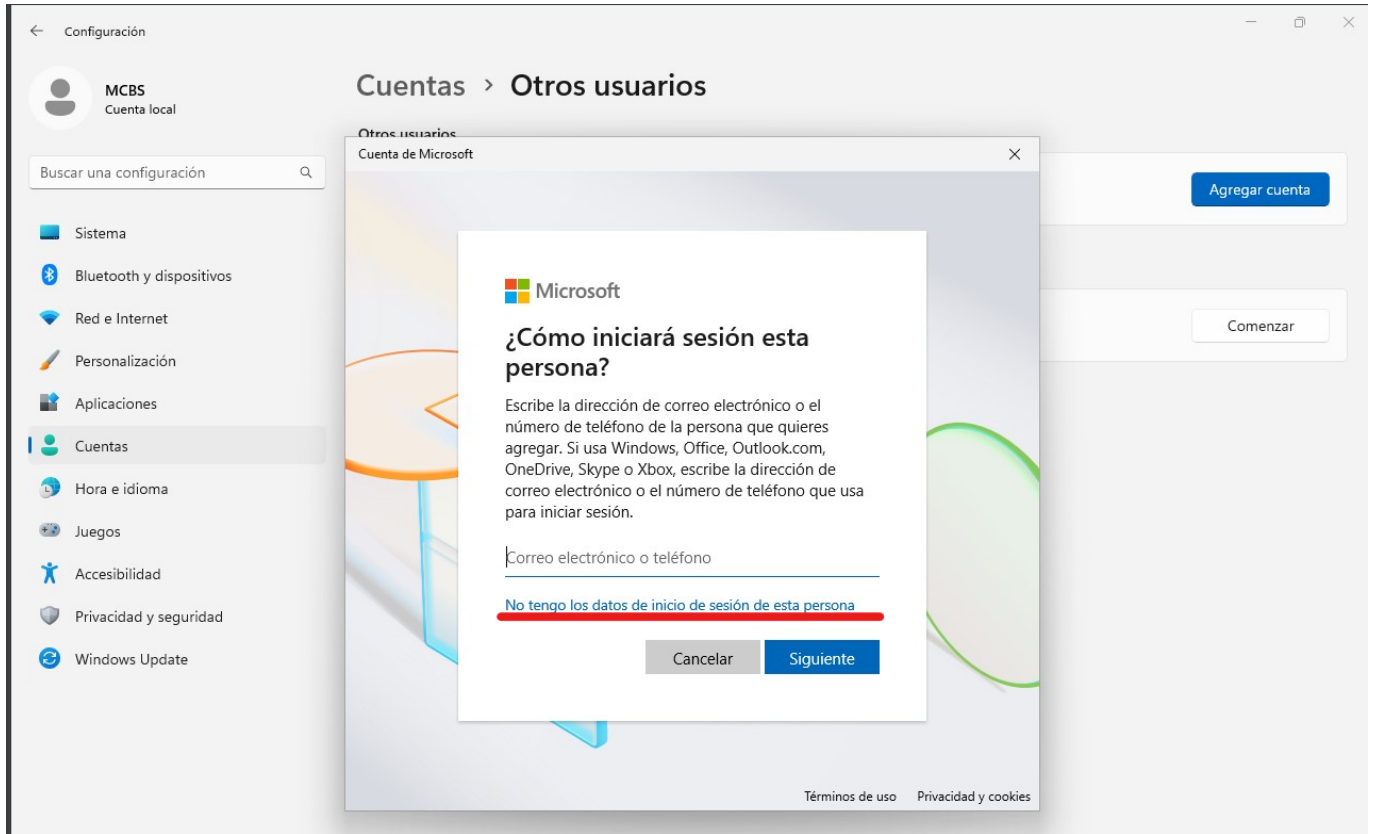 Configuración
MCBS
Cuenta local
Buscar una configuración
Sistema
Bluetooth y dispositivos
Red e Internet
Personalización
Aplicaciones
Cuentas
Hora e idioma
Juegos
Accesibilidad
Privacidad y seguridad
Windows Update
Cuentas > Otros usuarios
Otros usuarios
Agregar cuenta
Comenzar
Cuenta de Microsoft
Microsoft
¿Cómo iniciará sesión esta
persona?
Escribe la dirección de correo electrónico o el
número de teléfono de la persona que quieres
agregar. Si usa Windows, Office, Outlook.com,
OneDrive, Skype o Xbox, escribe la dirección de
correo electrónico o el número de teléfono que usa
para iniciar sesión.
Correo electrónico o teléfono
No tengo los datos de inicio de sesión de esta persona
Cancelar Siguiente
Términos de uso Privacidad y cookies